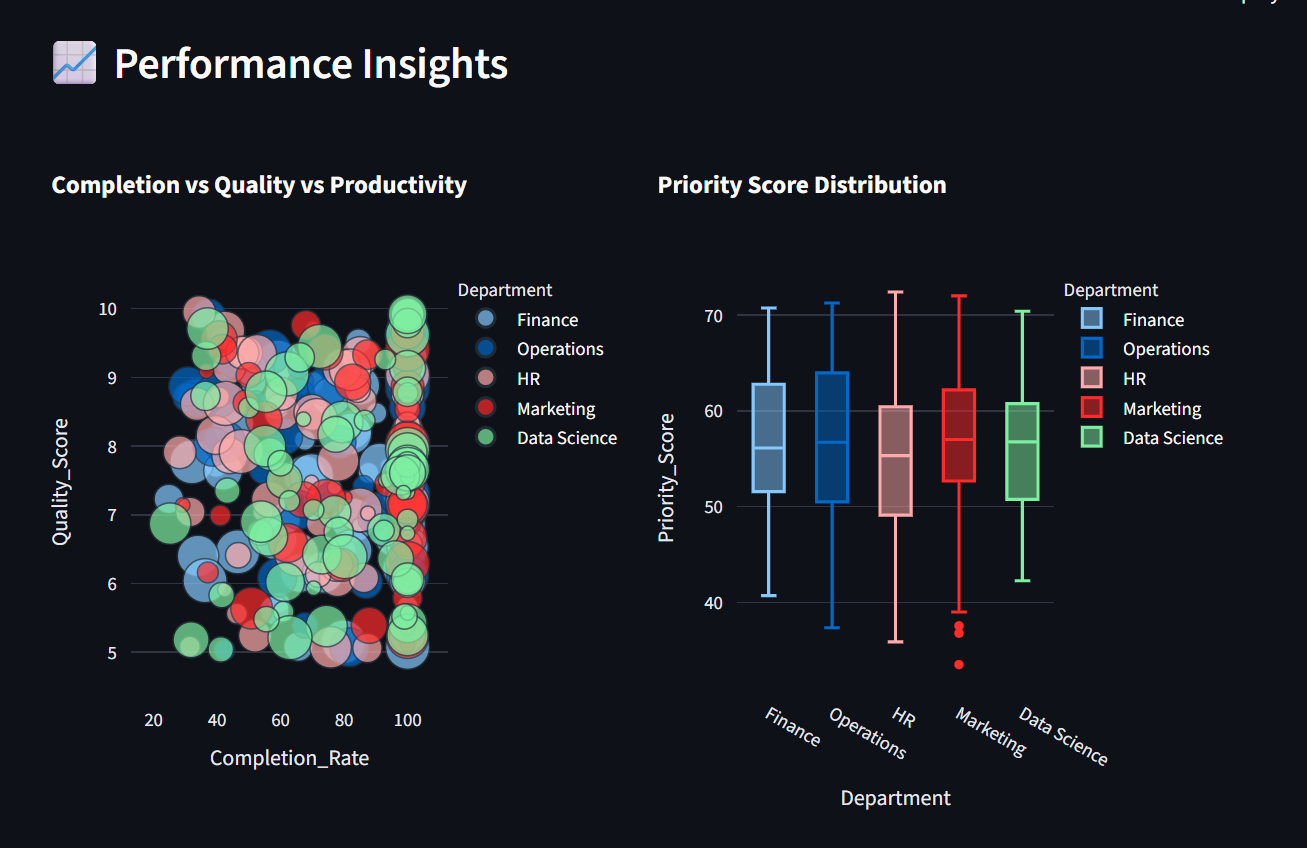 Performance Insights
Completion vs Quality vs Productivity
Department
Finance
Operations
HR
Marketing
Data Science
10
9
8
7
6
5
Quality_Score
20 40 60 80 100
Completion_Rate
Priority Score Distribution
Department
Finance
Operations
HR
Marketing
Data Science
70
60
50
40
Priority_Score
Finance
Operations
HR
Marketing
Data Science
Department